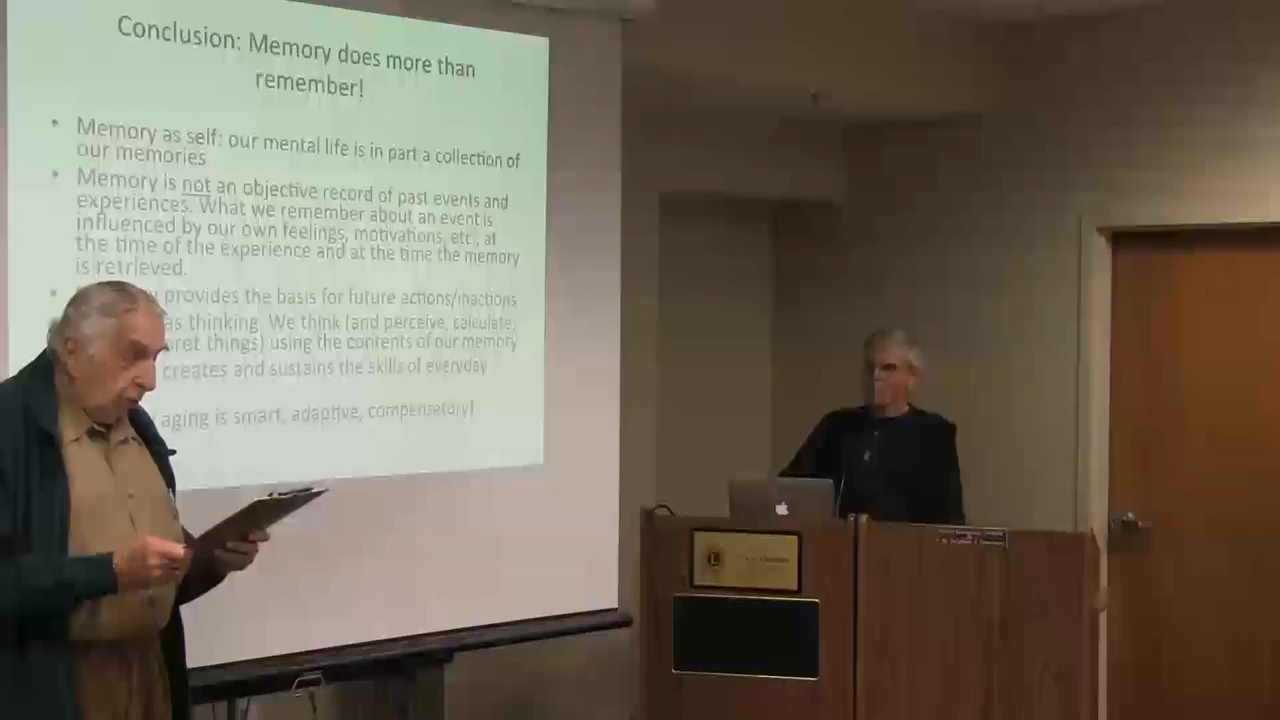 Conclusion: Memory does more than
remember!
• Memory as self: our mental life is in part a collection of
our memories
• Memory is not an objective record of past events and
experiences. What we remember about an event is
influenced by our own feelings, motivations, etc., at
the time of the experience and at the time the memory
is retrieved.
• provides the basis for future actions/inactions
as thinking. We think (and perceive, calculate,
ret things) using the contents of our memory
creates and sustains the skills of everyday
aging is smart, adaptive, compensatory!